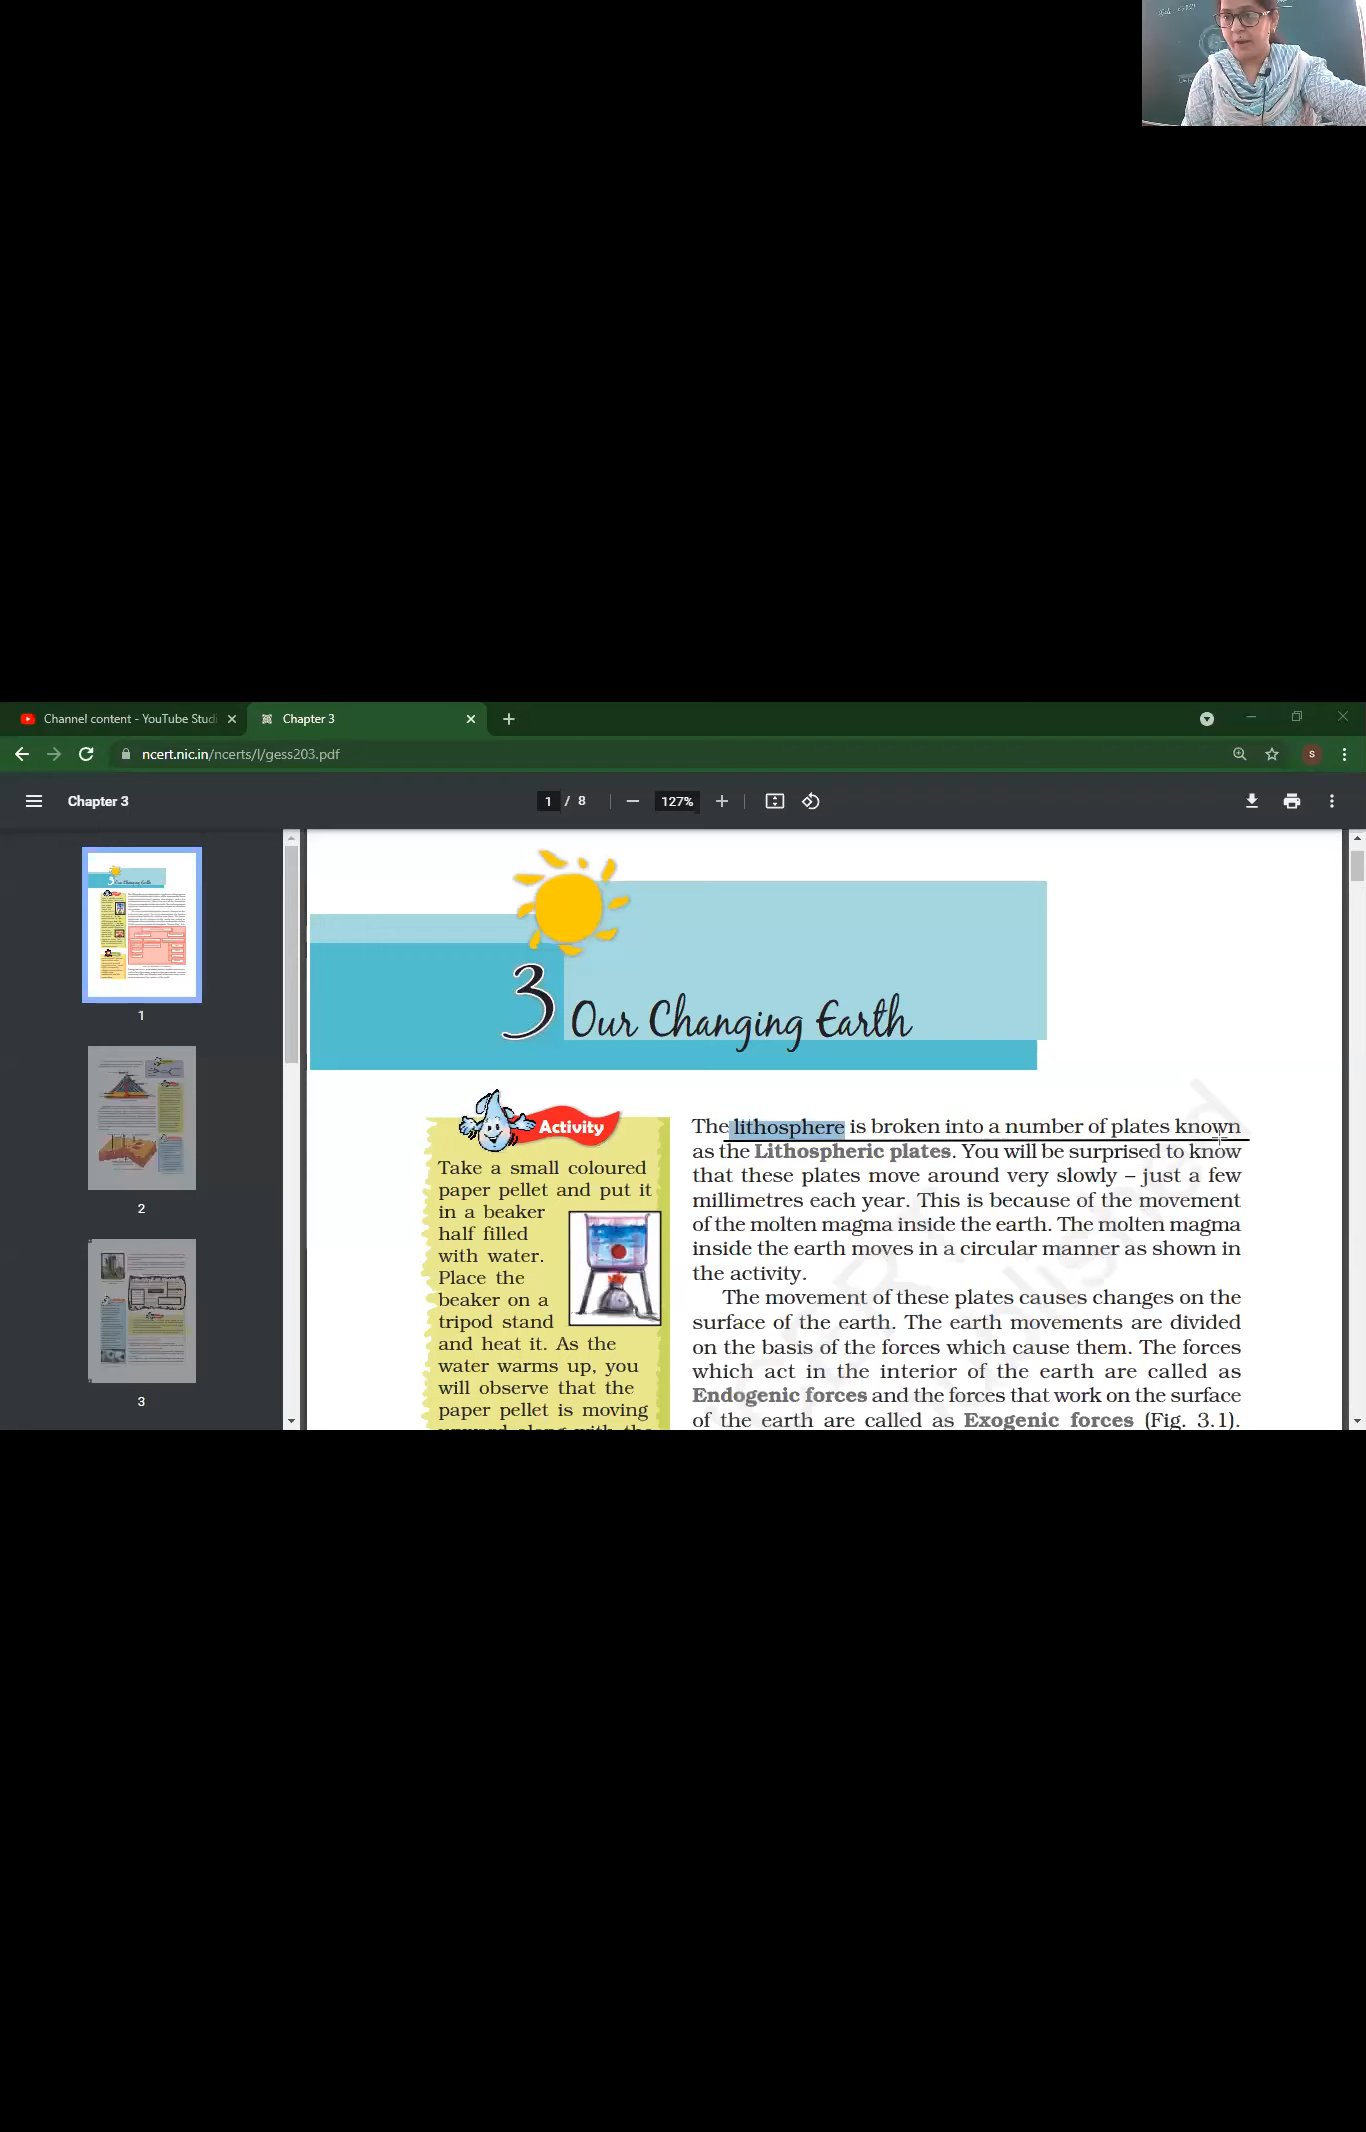 Channel content - YouTube Studi
Chapter 3
ncert.nic.in/ncerts/l/gess203.pdf
S
Chapter 3
1 / 8
127%
1
2
3
3 Our Changing Earth
Activity
Take a small coloured
paper pellet and put it
in a beaker
half filled
with water.
Place the
beaker on a
tripod stand
and heat it. As the
water warms up, you
will observe that the
paper pellet is moving
upward along with the
The lithosphere is broken into a number of plates known
as the Lithospheric plates. You will be surprised to know
that these plates move around very slowly – just a few
millimetres each year. This is because of the movement
of the molten magma inside the earth. The molten magma
inside the earth moves in a circular manner as shown in
the activity.
The movement of these plates causes changes on the
surface of the earth. The earth movements are divided
on the basis of the forces which cause them. The forces
which act in the interior of the earth are called as
Endogenic forces and the forces that work on the surface
of the earth are called as Exogenic forces (Fig. 3.1).